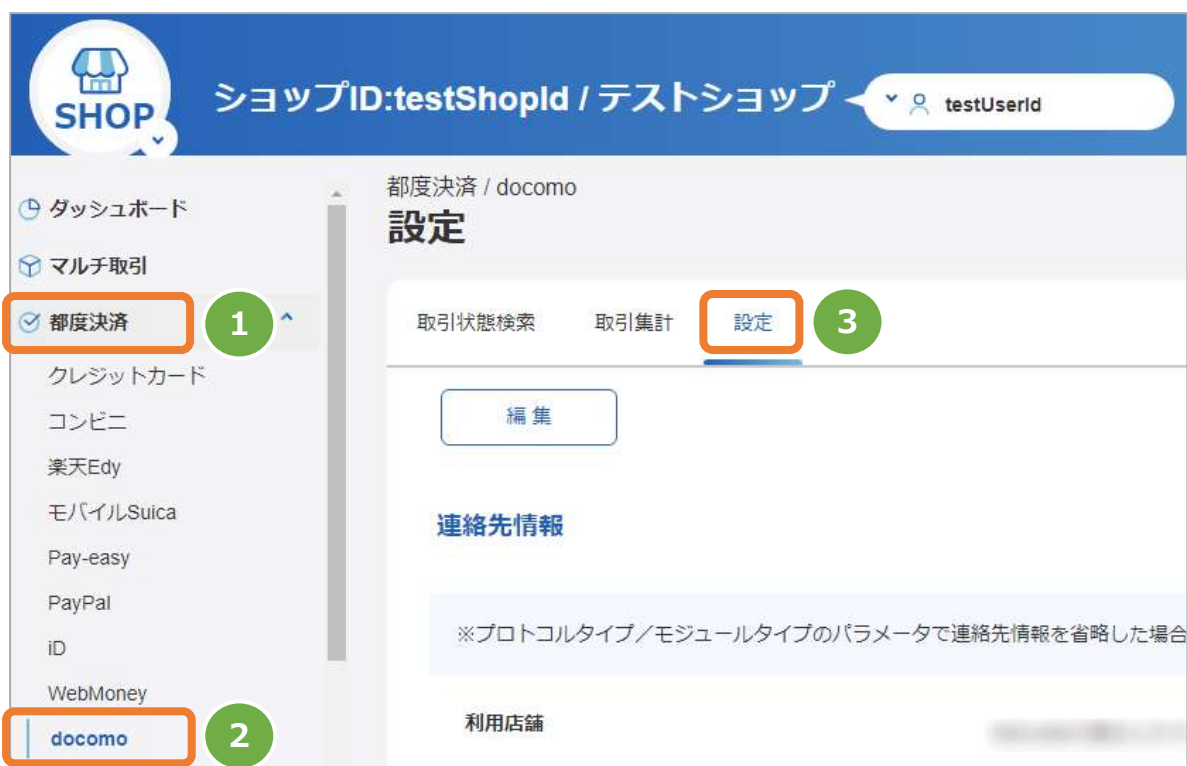 SHOP
ショップID:testShopId / テストショップ
testUserId
ダッシュボード
マルチ取引
都度決済
1
クレジットカード
コンビニ
楽天Edy
モバイルSuica
Pay-easy
PayPal
iD
WebMoney
docomo
2
都度決済 / docomo
設定
取引状態検索 取引集計 設定 3
編集
連絡先情報
※プロトコルタイプ／モジュールタイプのパラメータで連絡先情報を省略した場合
利用店舗